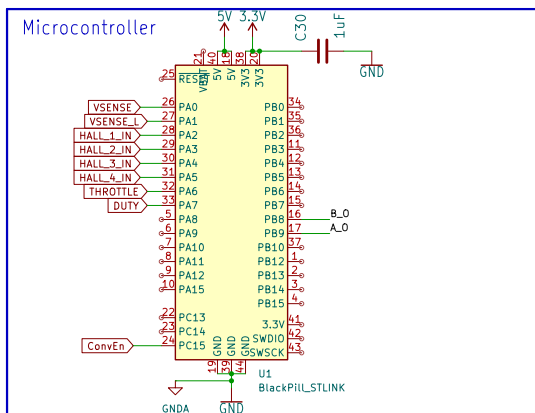 Microcontroller
5V
3.3V
C30
1uF
GND
21
40
18
38
20
VBAT
5V
5V
3V3
3V3
25
RESET
VSENSE
26
PA0
VSENSE_L
27
PA1
HALL_1_IN
28
PA2
HALL_2_IN
29
PA3
HALL_3_IN
30
PA4
HALL_4_IN
31
PA5
THROTTLE
32
PA6
DUTY
33
PA7
5
PA8
6
PA9
7
PA10
8
PA11
9
PA12
10
PA15
22
PC13
23
PC14
ConvEn
24
PC15
PB0
34
PB1
35
PB2
36
PB3
11
PB4
12
PB5
13
PB6
14
PB7
15
PB8
16
B_O
PB9
17
A_O
PB10
37
PB12
1
PB13
2
PB14
3
PB15
4
3.3V
41
SWDIO
42
SWSCK
43
GND
GND
GND
19
39
44
U1
BlackPill_STLINK
GNDA
GND